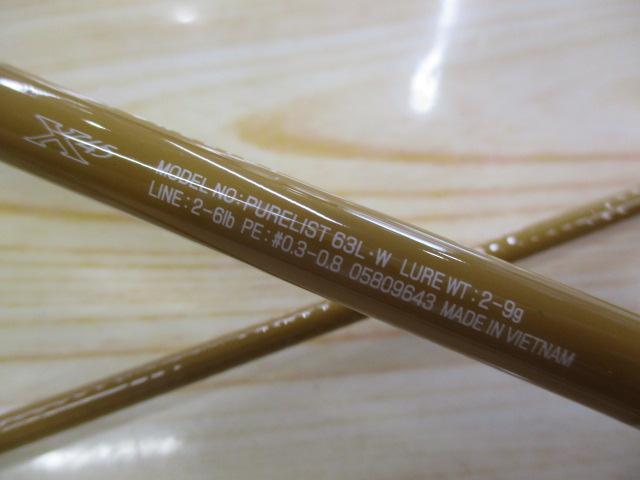 X45
MODEL NO:PURELIST 63L·W LURE WT:2-9g
LINE:2-6lb PE:#0.3-0.8 05809643 MADE IN VIETNAM